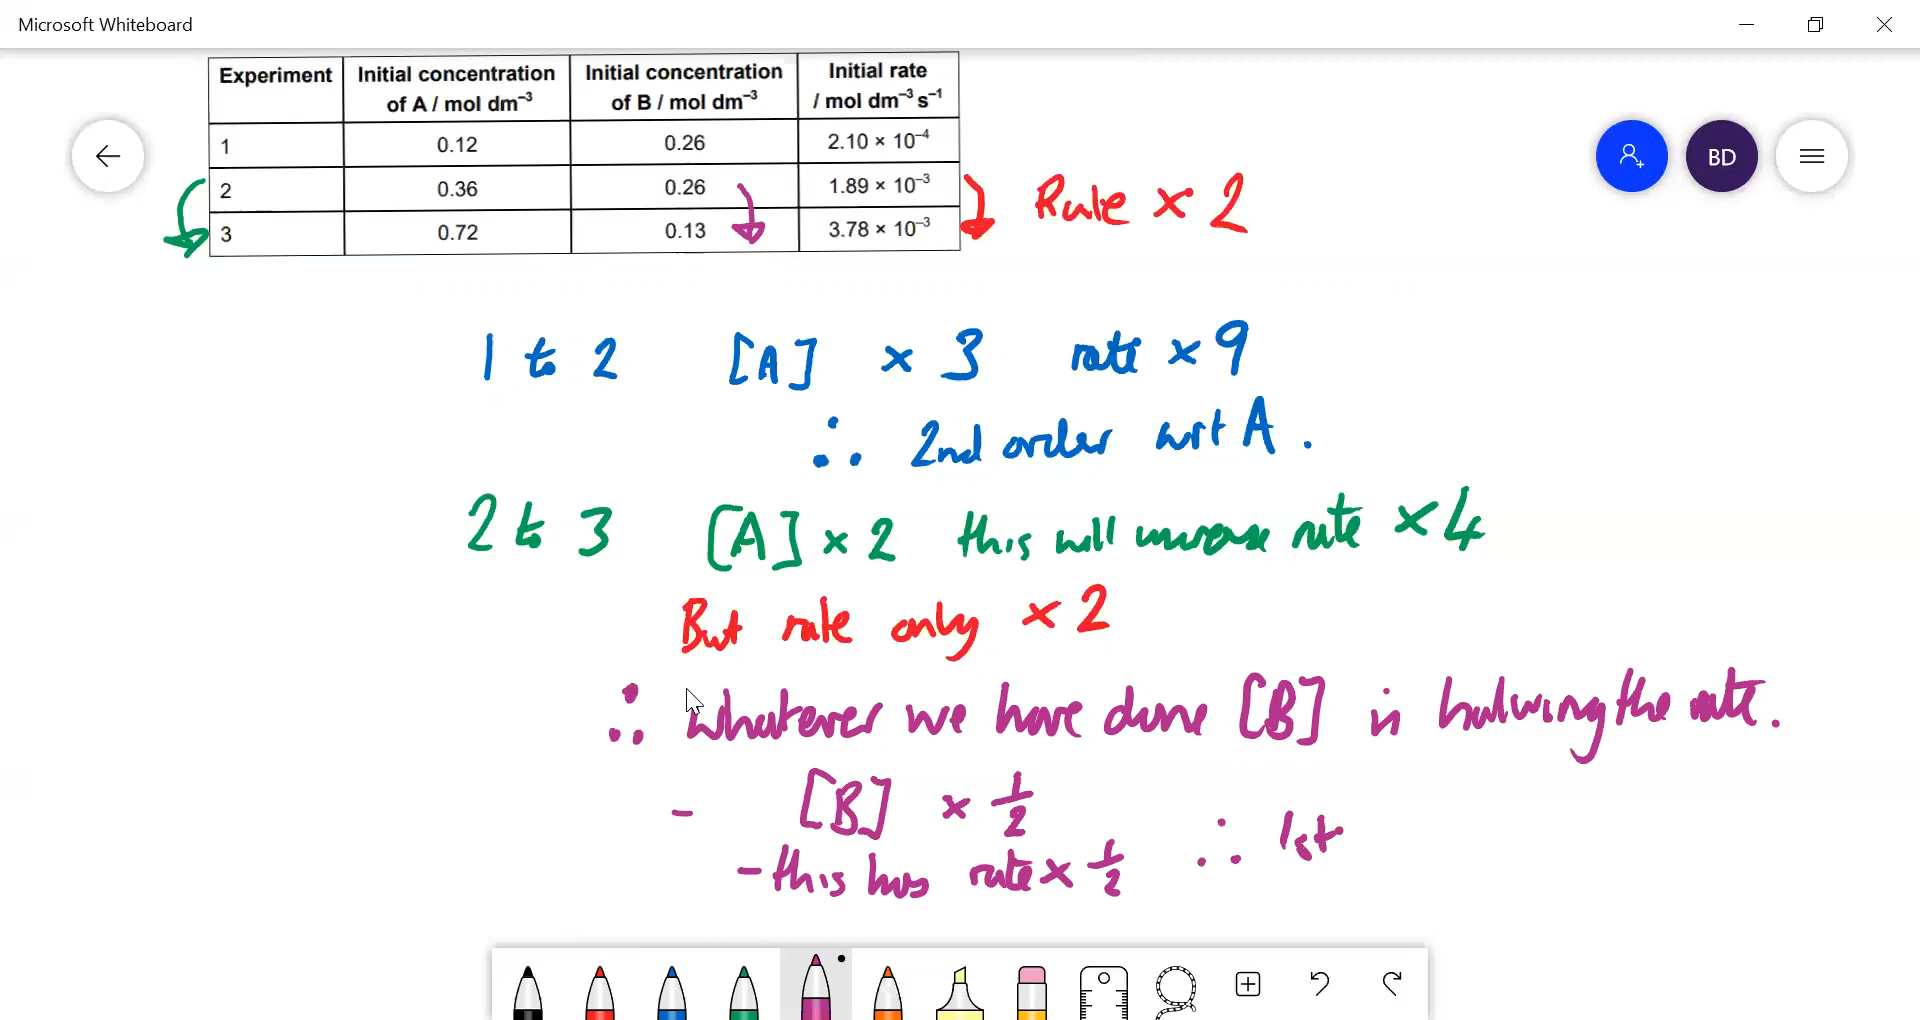 Microsoft Whiteboard
Experiment Initial concentration of A / mol dm⁻³ Initial concentration of B / mol dm⁻³ Initial rate / mol dm⁻³ s⁻¹
1 0.12 0.26 2.10 × 10⁻⁴
2 0.36 0.26 1.89 × 10⁻³
3 0.72 0.13 3.78 × 10⁻³
BD
Rate × 2
1 to 2 [A] × 3 rate × 9
∴ 2nd order wrt A.
2 to 3 [A] × 2 this will increase rate × 4
But rate only × 2
∴ whatever we have done [B] is halving the rate.
- [B] × 1/2
- this has rate × 1/2 ∴ 1st